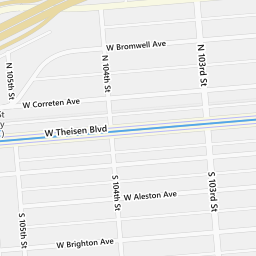 W Bromwell Ave
N 105th St
N 104th St
N 103rd St
W Correten Ave
St
y
)
W Theisen Blvd
S 104th St
S 103rd St
W Aleston Ave
S 105th St
W Brighton Ave